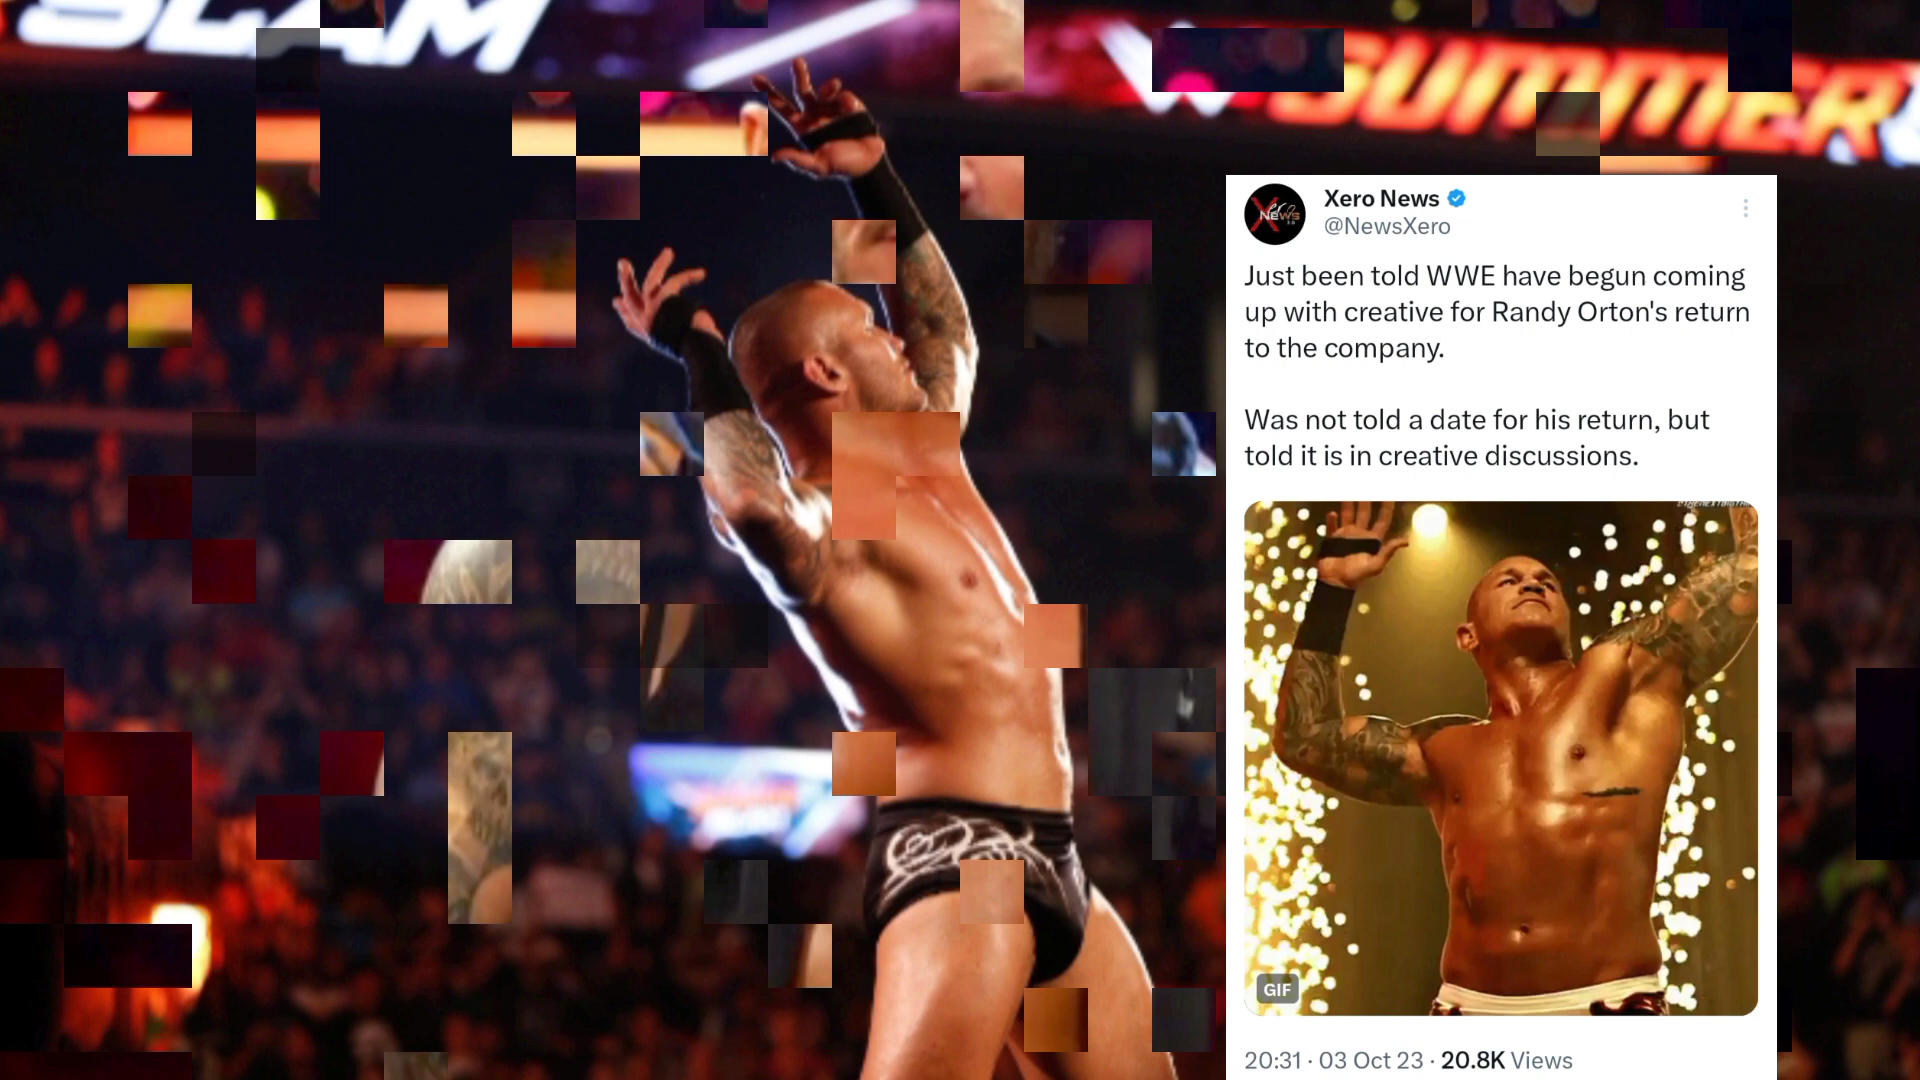 SLAM
SUMMER
Xero News
@NewsXero
Just been told WWE have begun coming
up with creative for Randy Orton's return
to the company.
Was not told a date for his return, but
told it is in creative discussions.
GIF
20:31 · 03 Oct 23 · 20.8K Views